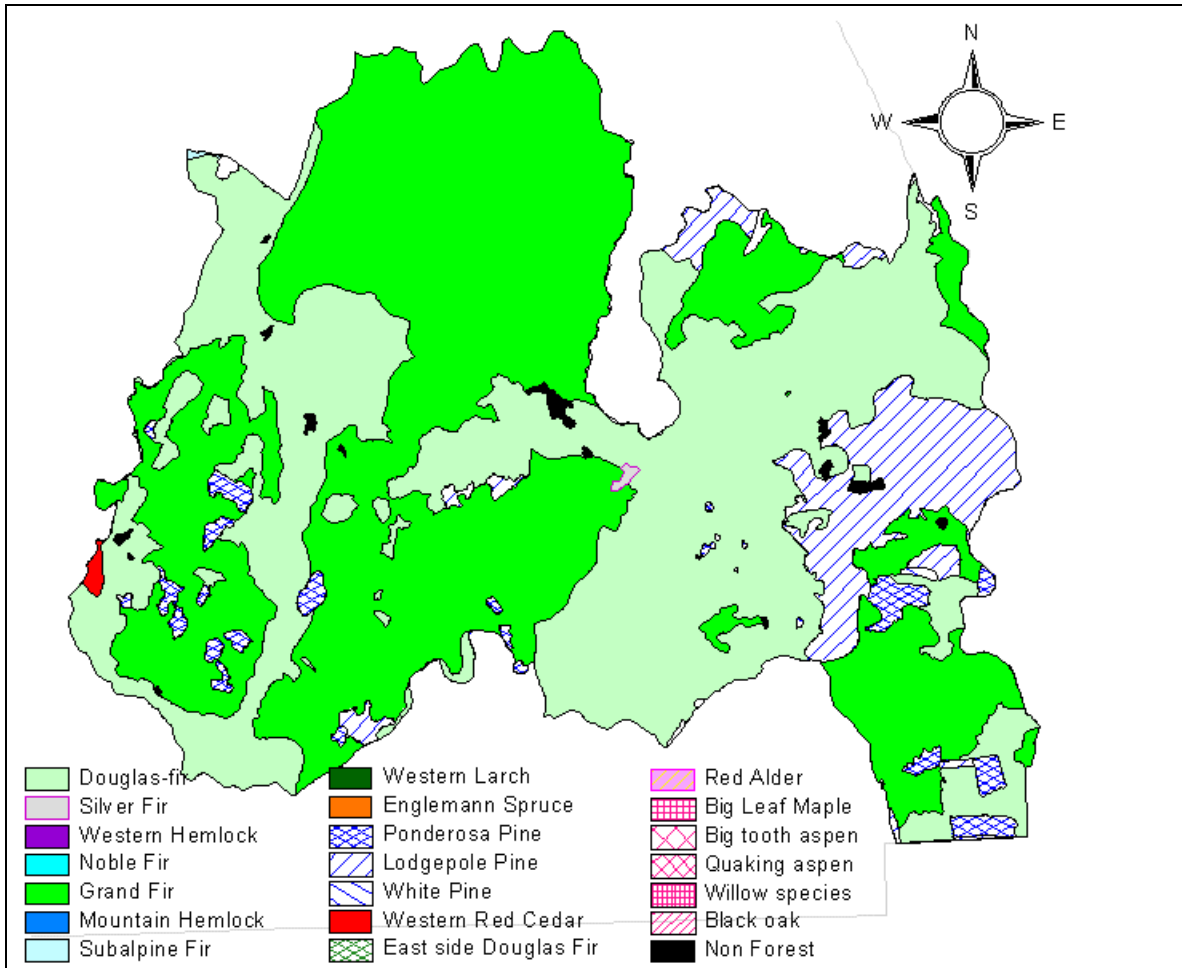 N
W
E
S
Douglas-fir
Silver Fir
Western Hemlock
Noble Fir
Grand Fir
Mountain Hemlock
Subalpine Fir
Western Larch
Englemann Spruce
Ponderosa Pine
Lodgepole Pine
White Pine
Western Red Cedar
East side Douglas Fir
Red Alder
Big Leaf Maple
Big tooth aspen
Quaking aspen
Willow species
Black oak
Non Forest